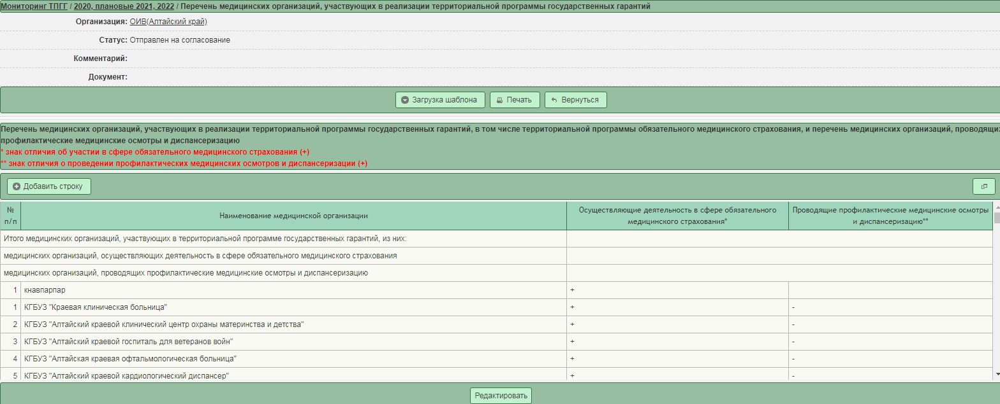 Мониторинг ТПГГ / 2020, плановые 2021, 2022 / Перечень медицинских организаций, участвующих в реализации территориальной программы государственных гарантий
Организация: ОИВ(Алтайский край)
Статус: Отправлен на согласование
Комментарий:
Документ:
Загрузка шаблона Печать Вернуться
Перечень медицинских организаций, участвующих в реализации территориальной программы государственных гарантий, в том числе территориальной программы обязательного медицинского страхования, и перечень медицинских организаций, проводящих
профилактические медицинские осмотры и диспансеризацию
* знак отличия об участии в сфере обязательного медицинского страхования (+)
** знак отличия о проведении профилактических медицинских осмотров и диспансеризации (+)
Добавить строку
№ п/п Наименование медицинской организации Осуществляющие деятельность в сфере обязательного медицинского страхования* Проводящие профилактические медицинские осмотры и диспансеризацию**
Итого медицинских организаций, участвующих в территориальной программе государственных гарантий, из них:
медицинских организаций, осуществляющих деятельность в сфере обязательного медицинского страхования
медицинских организаций, проводящих профилактические медицинские осмотры и диспансеризацию
1 кнавпарпар +
1 КГБУЗ "Краевая клиническая больница" + -
2 КГБУЗ "Алтайский краевой клинический центр охраны материнства и детства" + -
3 КГБУЗ "Алтайский краевой госпиталь для ветеранов войн" + -
4 КГБУЗ "Алтайская краевая офтальмологическая больница" + -
5 КГБУЗ "Алтайский краевой кардиологический диспансер" + -
Редактировать